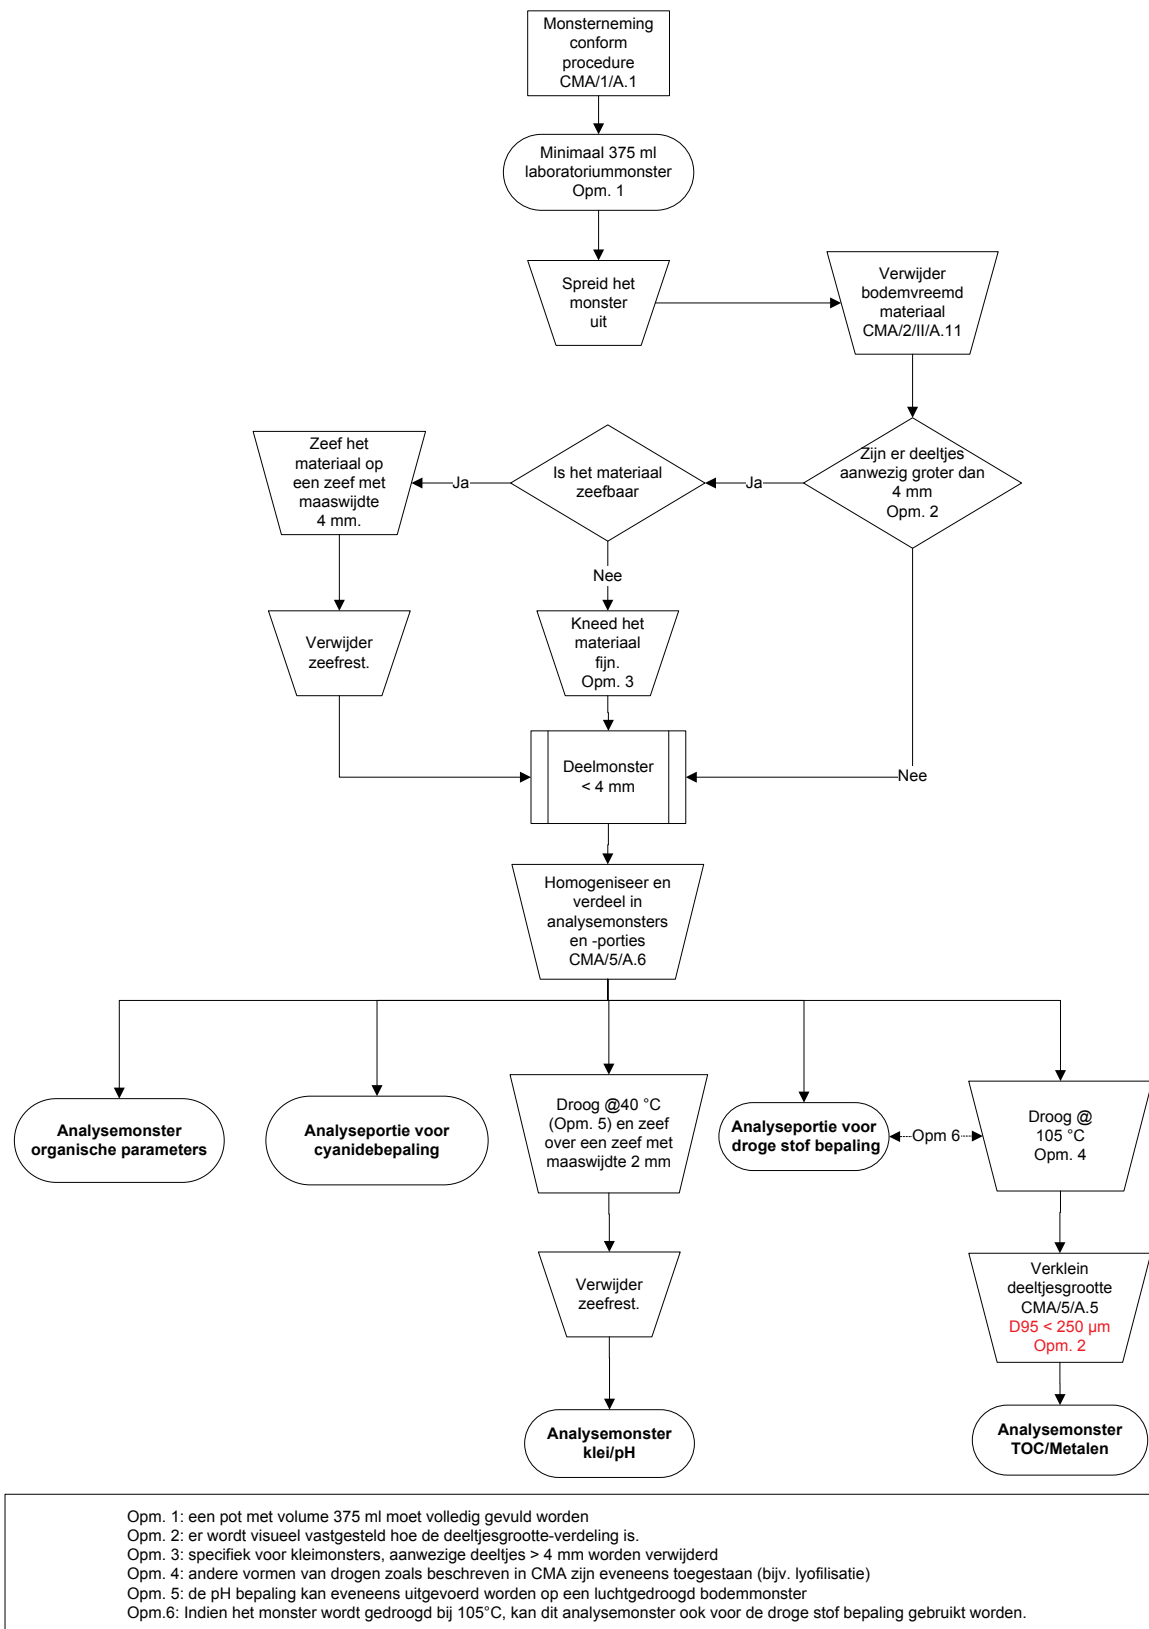 Monsterneming
conform
procedure
CMA/1/A.1
Minimaal 375 ml
laboratoriummonster
Opm. 1
Spreid het
monster
uit
Verwijder
bodemvreemd
materiaal
CMA/2/II/A.11
Zijn er deeltjes
aanwezig groter dan
4 mm
Opm. 2
Ja
Is het materiaal
zeefbaar
Ja
Zeef het
materiaal op
een zeef met
maaswijdte
4 mm.
Nee
Verwijder
zeefrest.
Kneed het
materiaal
fijn.
Opm. 3
Deelmonster
< 4 mm
Nee
Homogeniseer en
verdeel in
analysemonsters
en -porties
CMA/5/A.6
Analysemonster
organische parameters
Analyseportie voor
cyanidebepaling
Droog @40 °C
(Opm. 5) en zeef
over een zeef met
maaswijdte 2 mm
Analyseportie voor
droge stof bepaling
Opm 6
Droog @
105 °C
Opm. 4
Verwijder
zeefrest.
Verklein
deeltjesgrootte
CMA/5/A.5
D95 < 250 µm
Opm. 2
Analysemonster
klei/pH
Analysemonster
TOC/Metalen
Opm. 1: een pot met volume 375 ml moet volledig gevuld worden
Opm. 2: er wordt visueel vastgesteld hoe de deeltjesgrootte-verdeling is.
Opm. 3: specifiek voor kleimonsters, aanwezige deeltjes > 4 mm worden verwijderd
Opm. 4: andere vormen van drogen zoals beschreven in CMA zijn eveneens toegestaan (bijv. lyofilisatie)
Opm. 5: de pH bepaling kan eveneens uitgevoerd worden op een luchtgedroogd bodemmonster
Opm.6: Indien het monster wordt gedroogd bij 105°C, kan dit analysemonster ook voor de droge stof bepaling gebruikt worden.